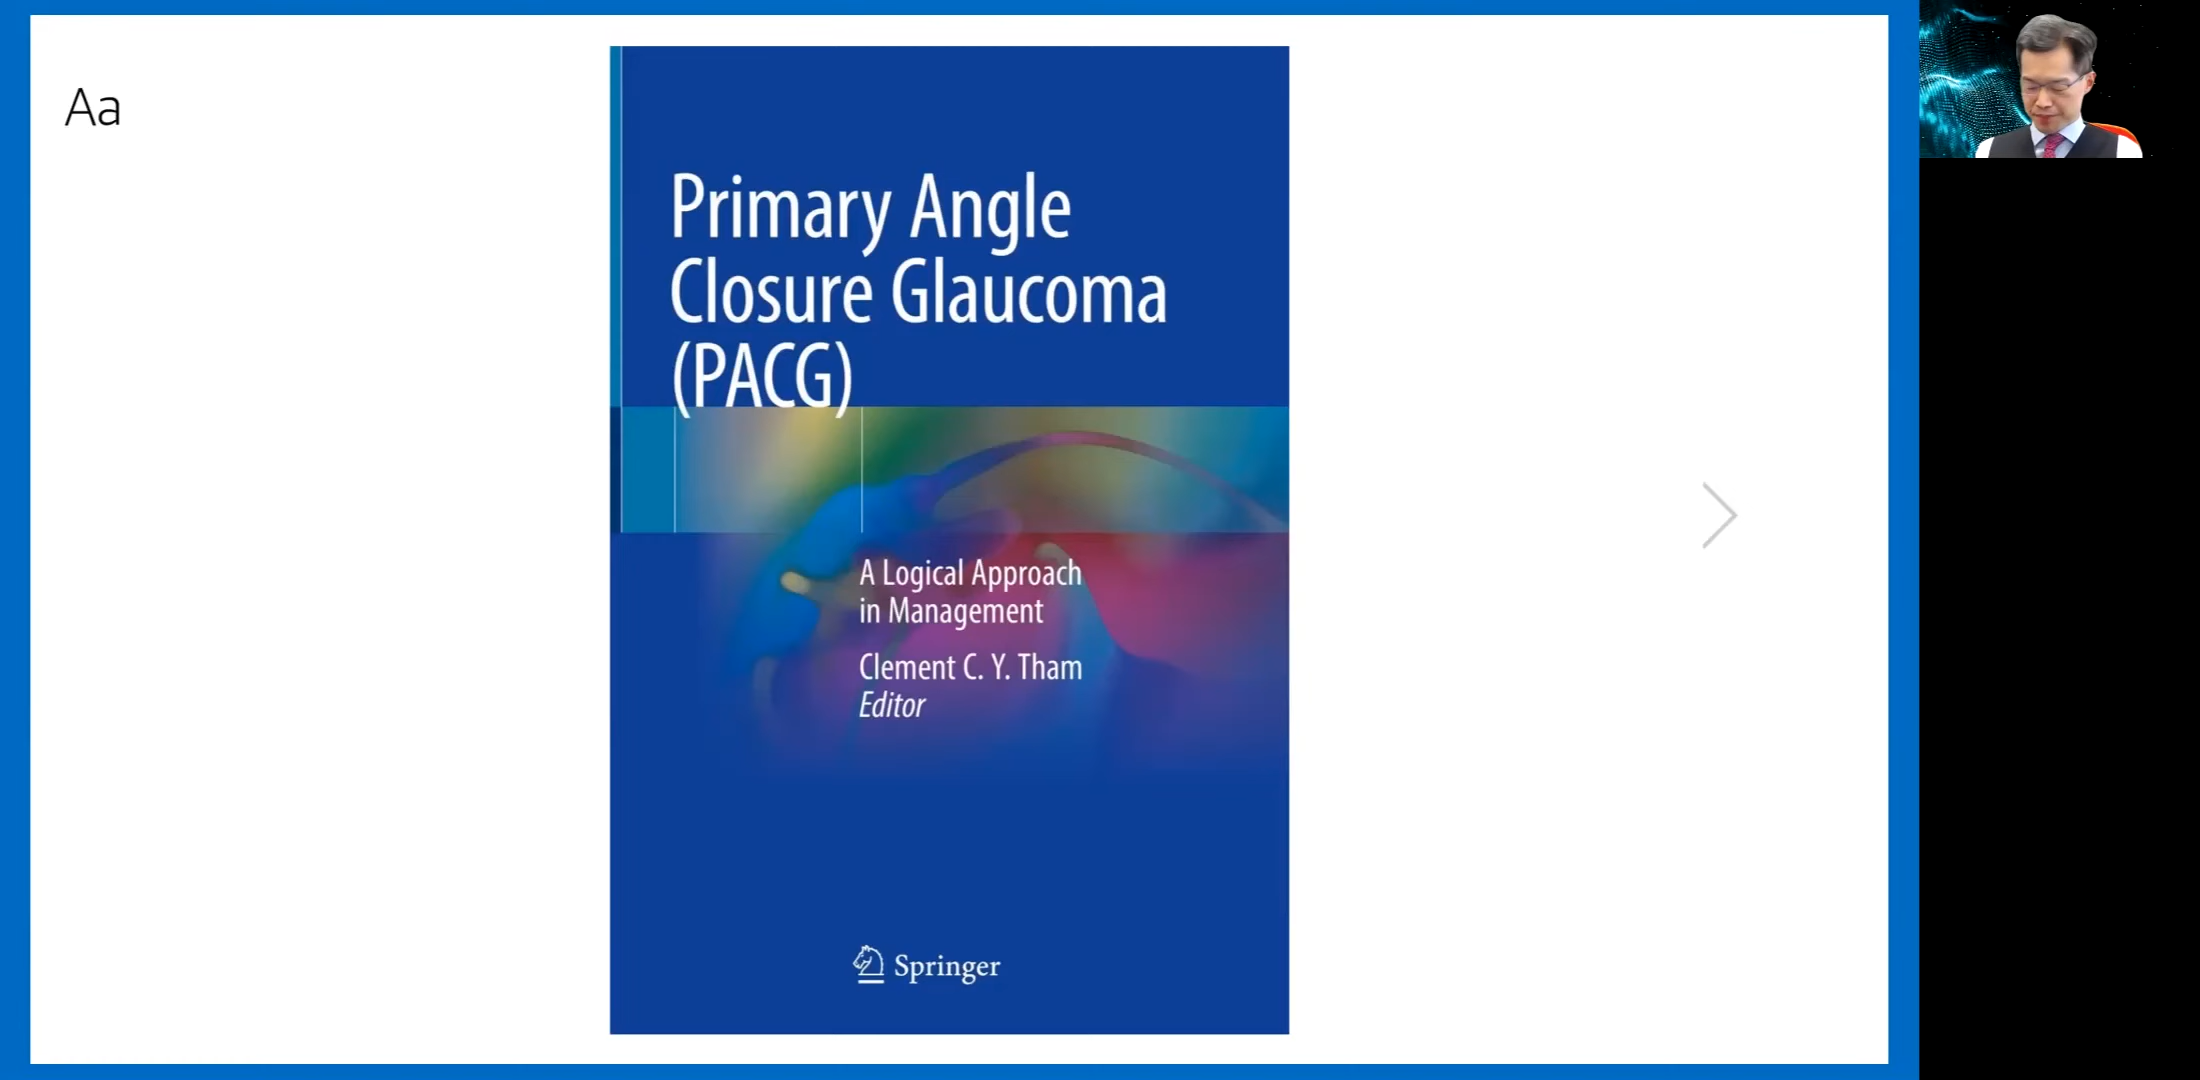 Aa
Primary Angle
Closure Glaucoma
(PACG)
A Logical Approach
in Management
Clement C. Y. Tham
Editor
Springer